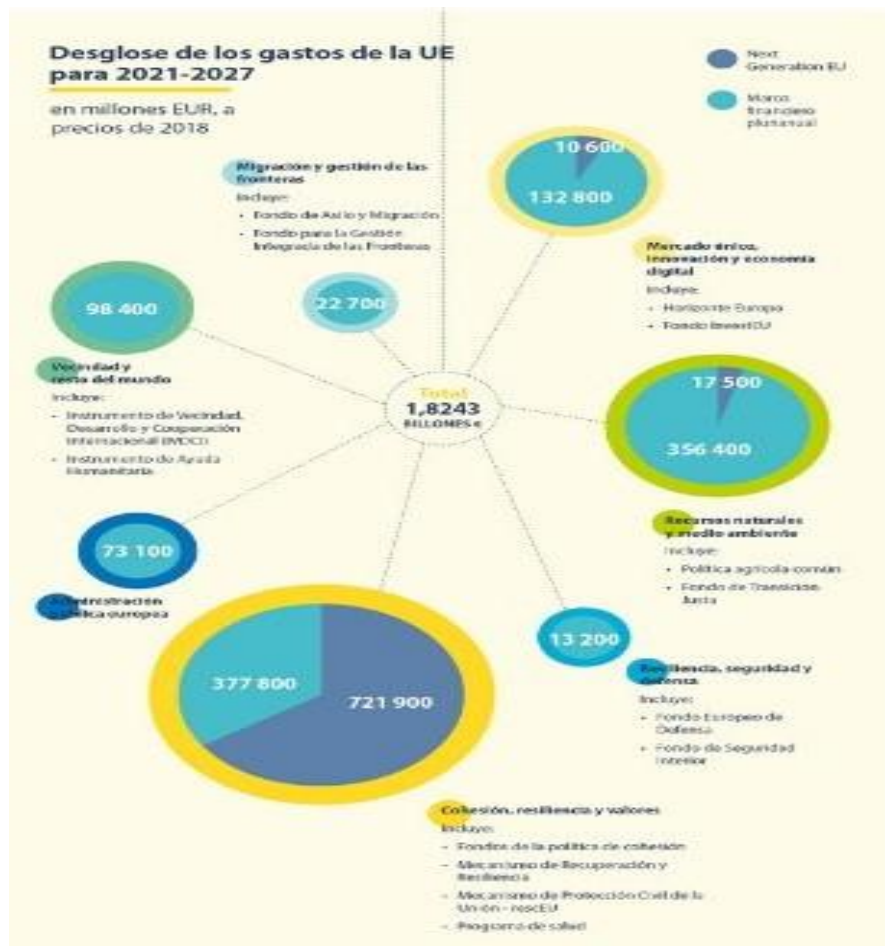 Desglose de los gastos de la UE
para 2021-2027
en millones EUR, a
precios de 2018
Next
Generation EU
Marco
financiero
plurianual
Migración y gestión de las
fronteras
Incluye:
• Fondo de Asilo y Migración
• Fondo para la Gestión
Integrada de las Fronteras
10 600
132 800
Mercado único,
innovación y economía
digital
Incluye:
• Horizonte Europa
• Fondo InvestEU
98 400
22 700
Vecindad y
resto del mundo
Incluye:
• Instrumento de Vecindad,
Desarrollo y Cooperación
Internacional (IVDCI)
• Instrumento de Ayuda
Humanitaria
Total
1,8243
BILLONES €
17 500
356 400
Recursos naturales
y medio ambiente
Incluye:
• Política agrícola común
• Fondo de Transición
Justa
73 100
Administración
pública europea
13 200
Resiliencia, seguridad y
defensa
Incluye:
• Fondo Europeo de
Defensa
• Fondo de Seguridad
Interior
377 800
721 900
Cohesión, resiliencia y valores
Incluye:
- Fondos de la política de cohesión
- Mecanismo de Recuperación y
Resiliencia
- Mecanismo de Protección Civil de la
Unión - rescEU
- Programa de salud